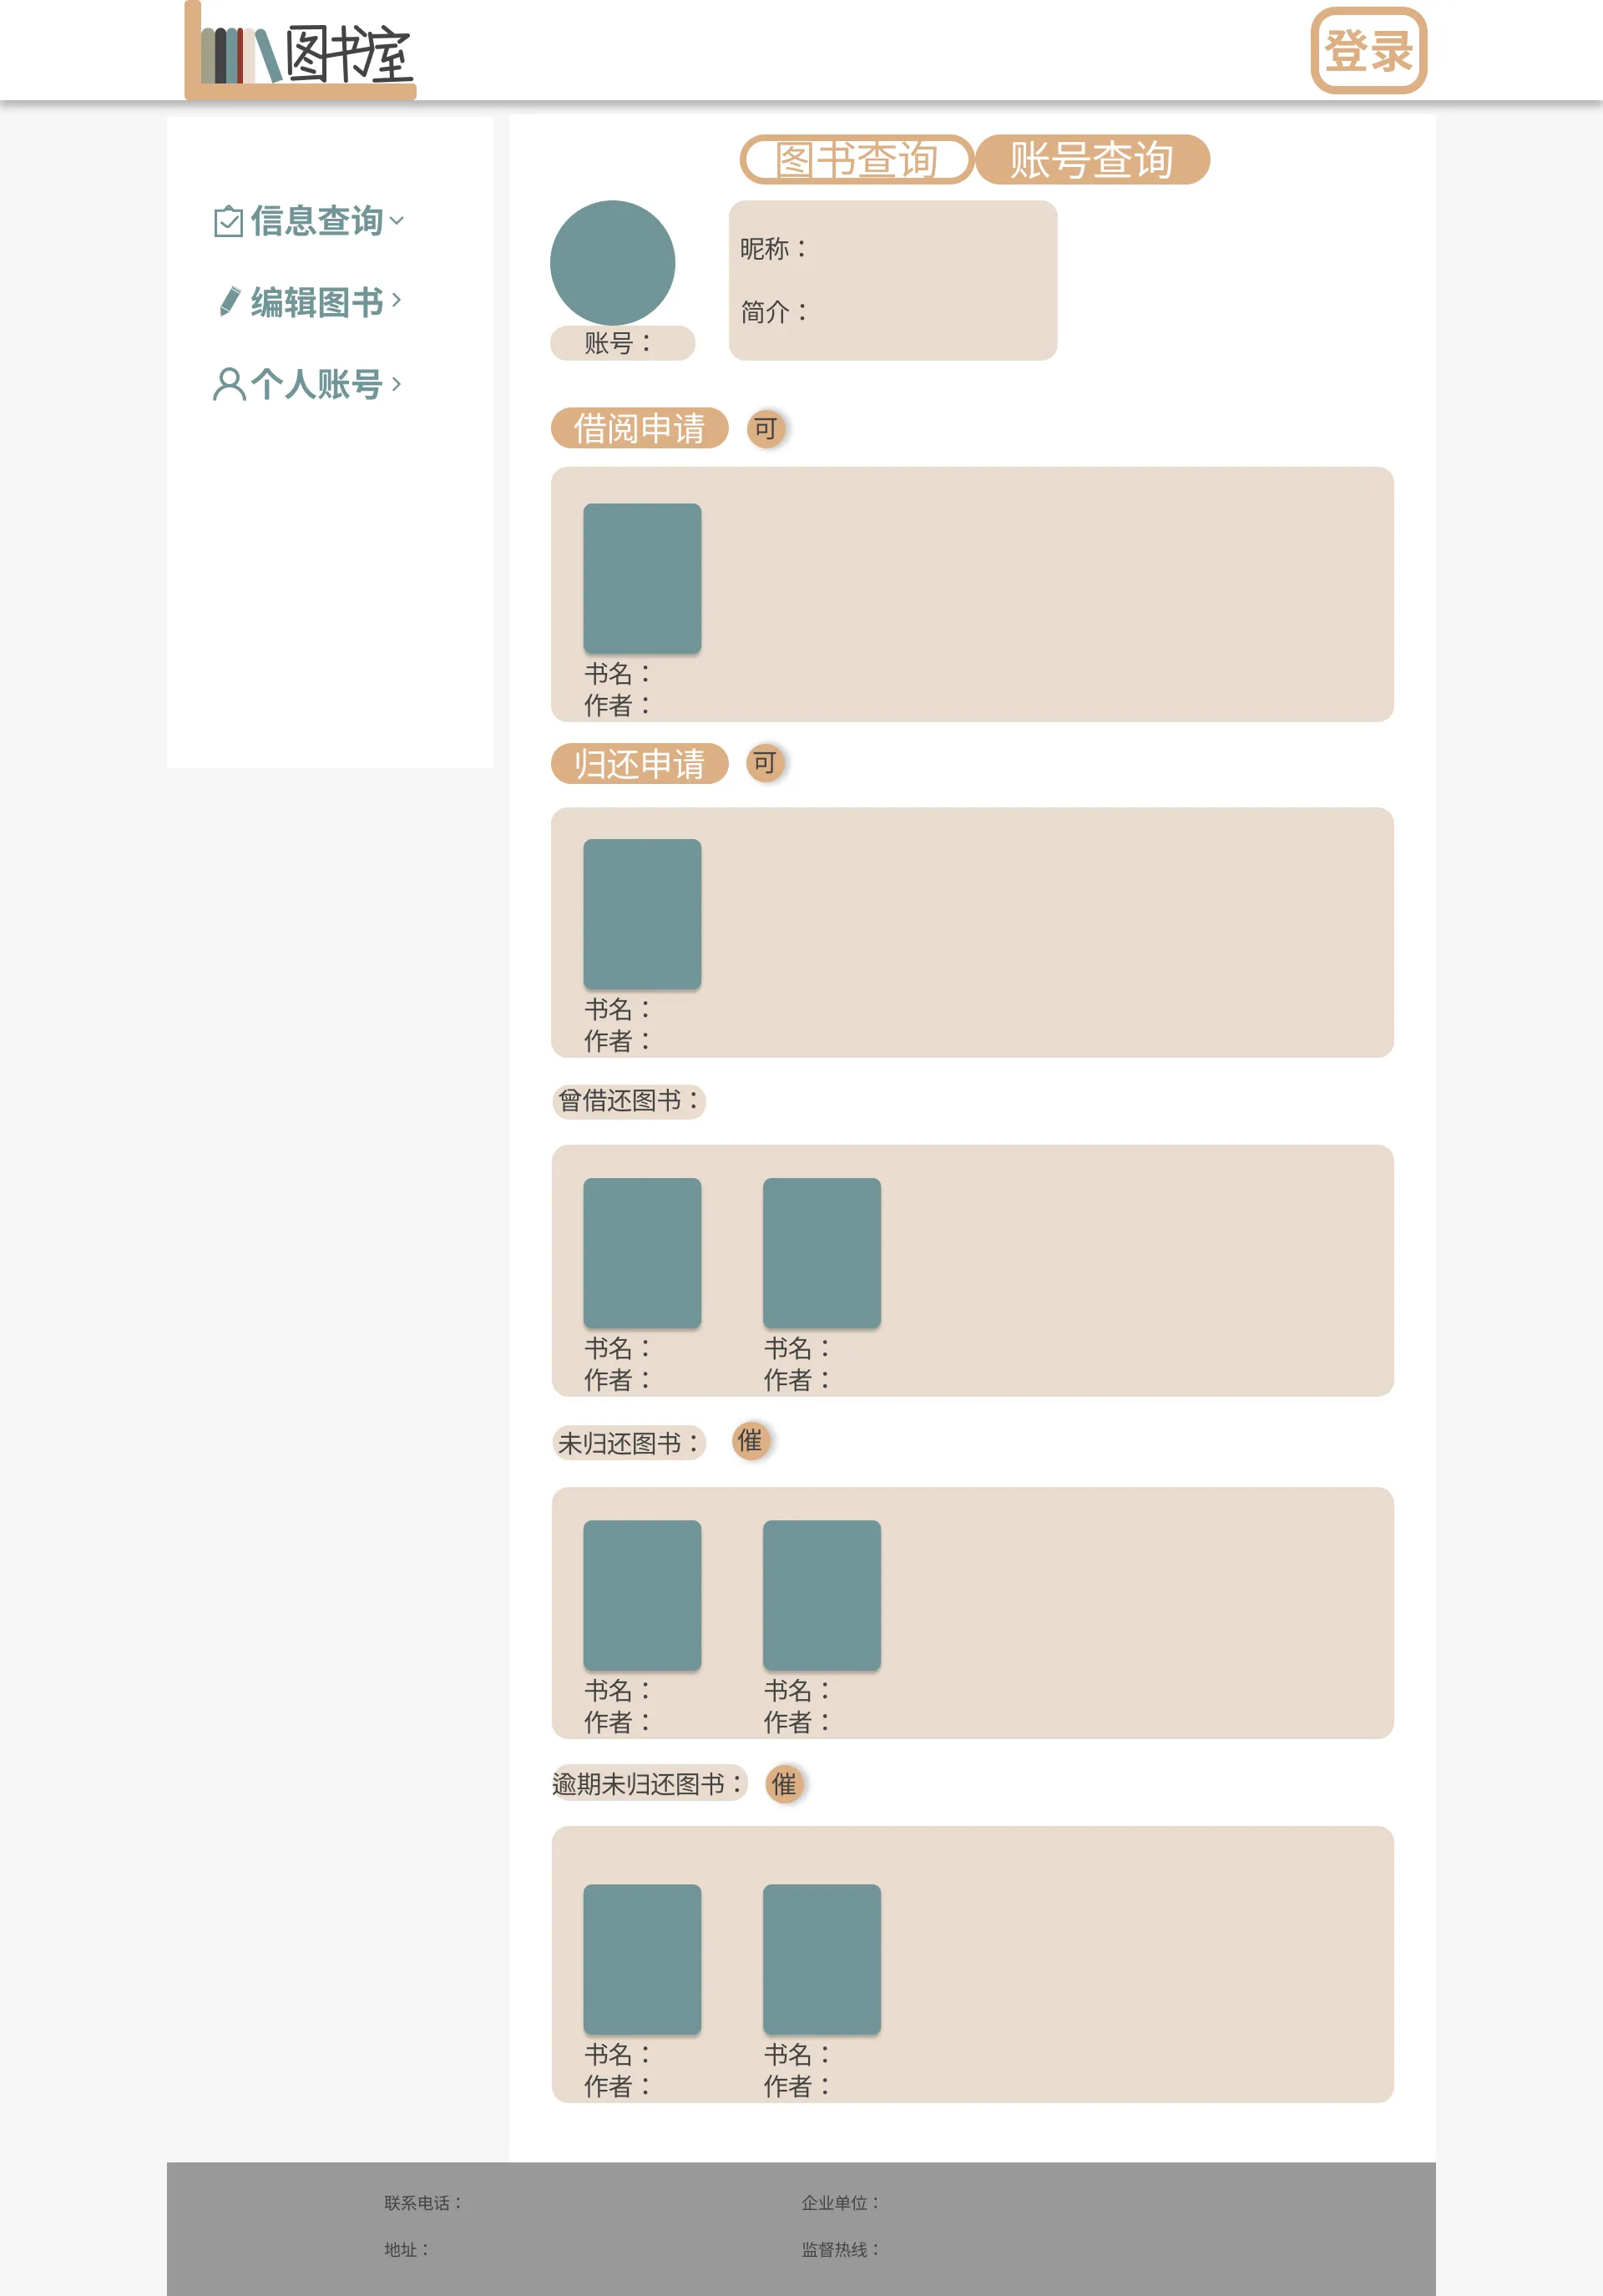 图书室
登录
信息查询
编辑图书
个人账号
图书查询 账号查询
昵称：
简介：
账号：
借阅申请 可
书名：
作者：
归还申请 可
书名：
作者：
曾借还图书：
书名： 书名：
作者： 作者：
未归还图书： 催
书名： 书名：
作者： 作者：
逾期未归还图书： 催
书名： 书名：
作者： 作者：
联系电话： 企业单位：
地址： 监督热线：